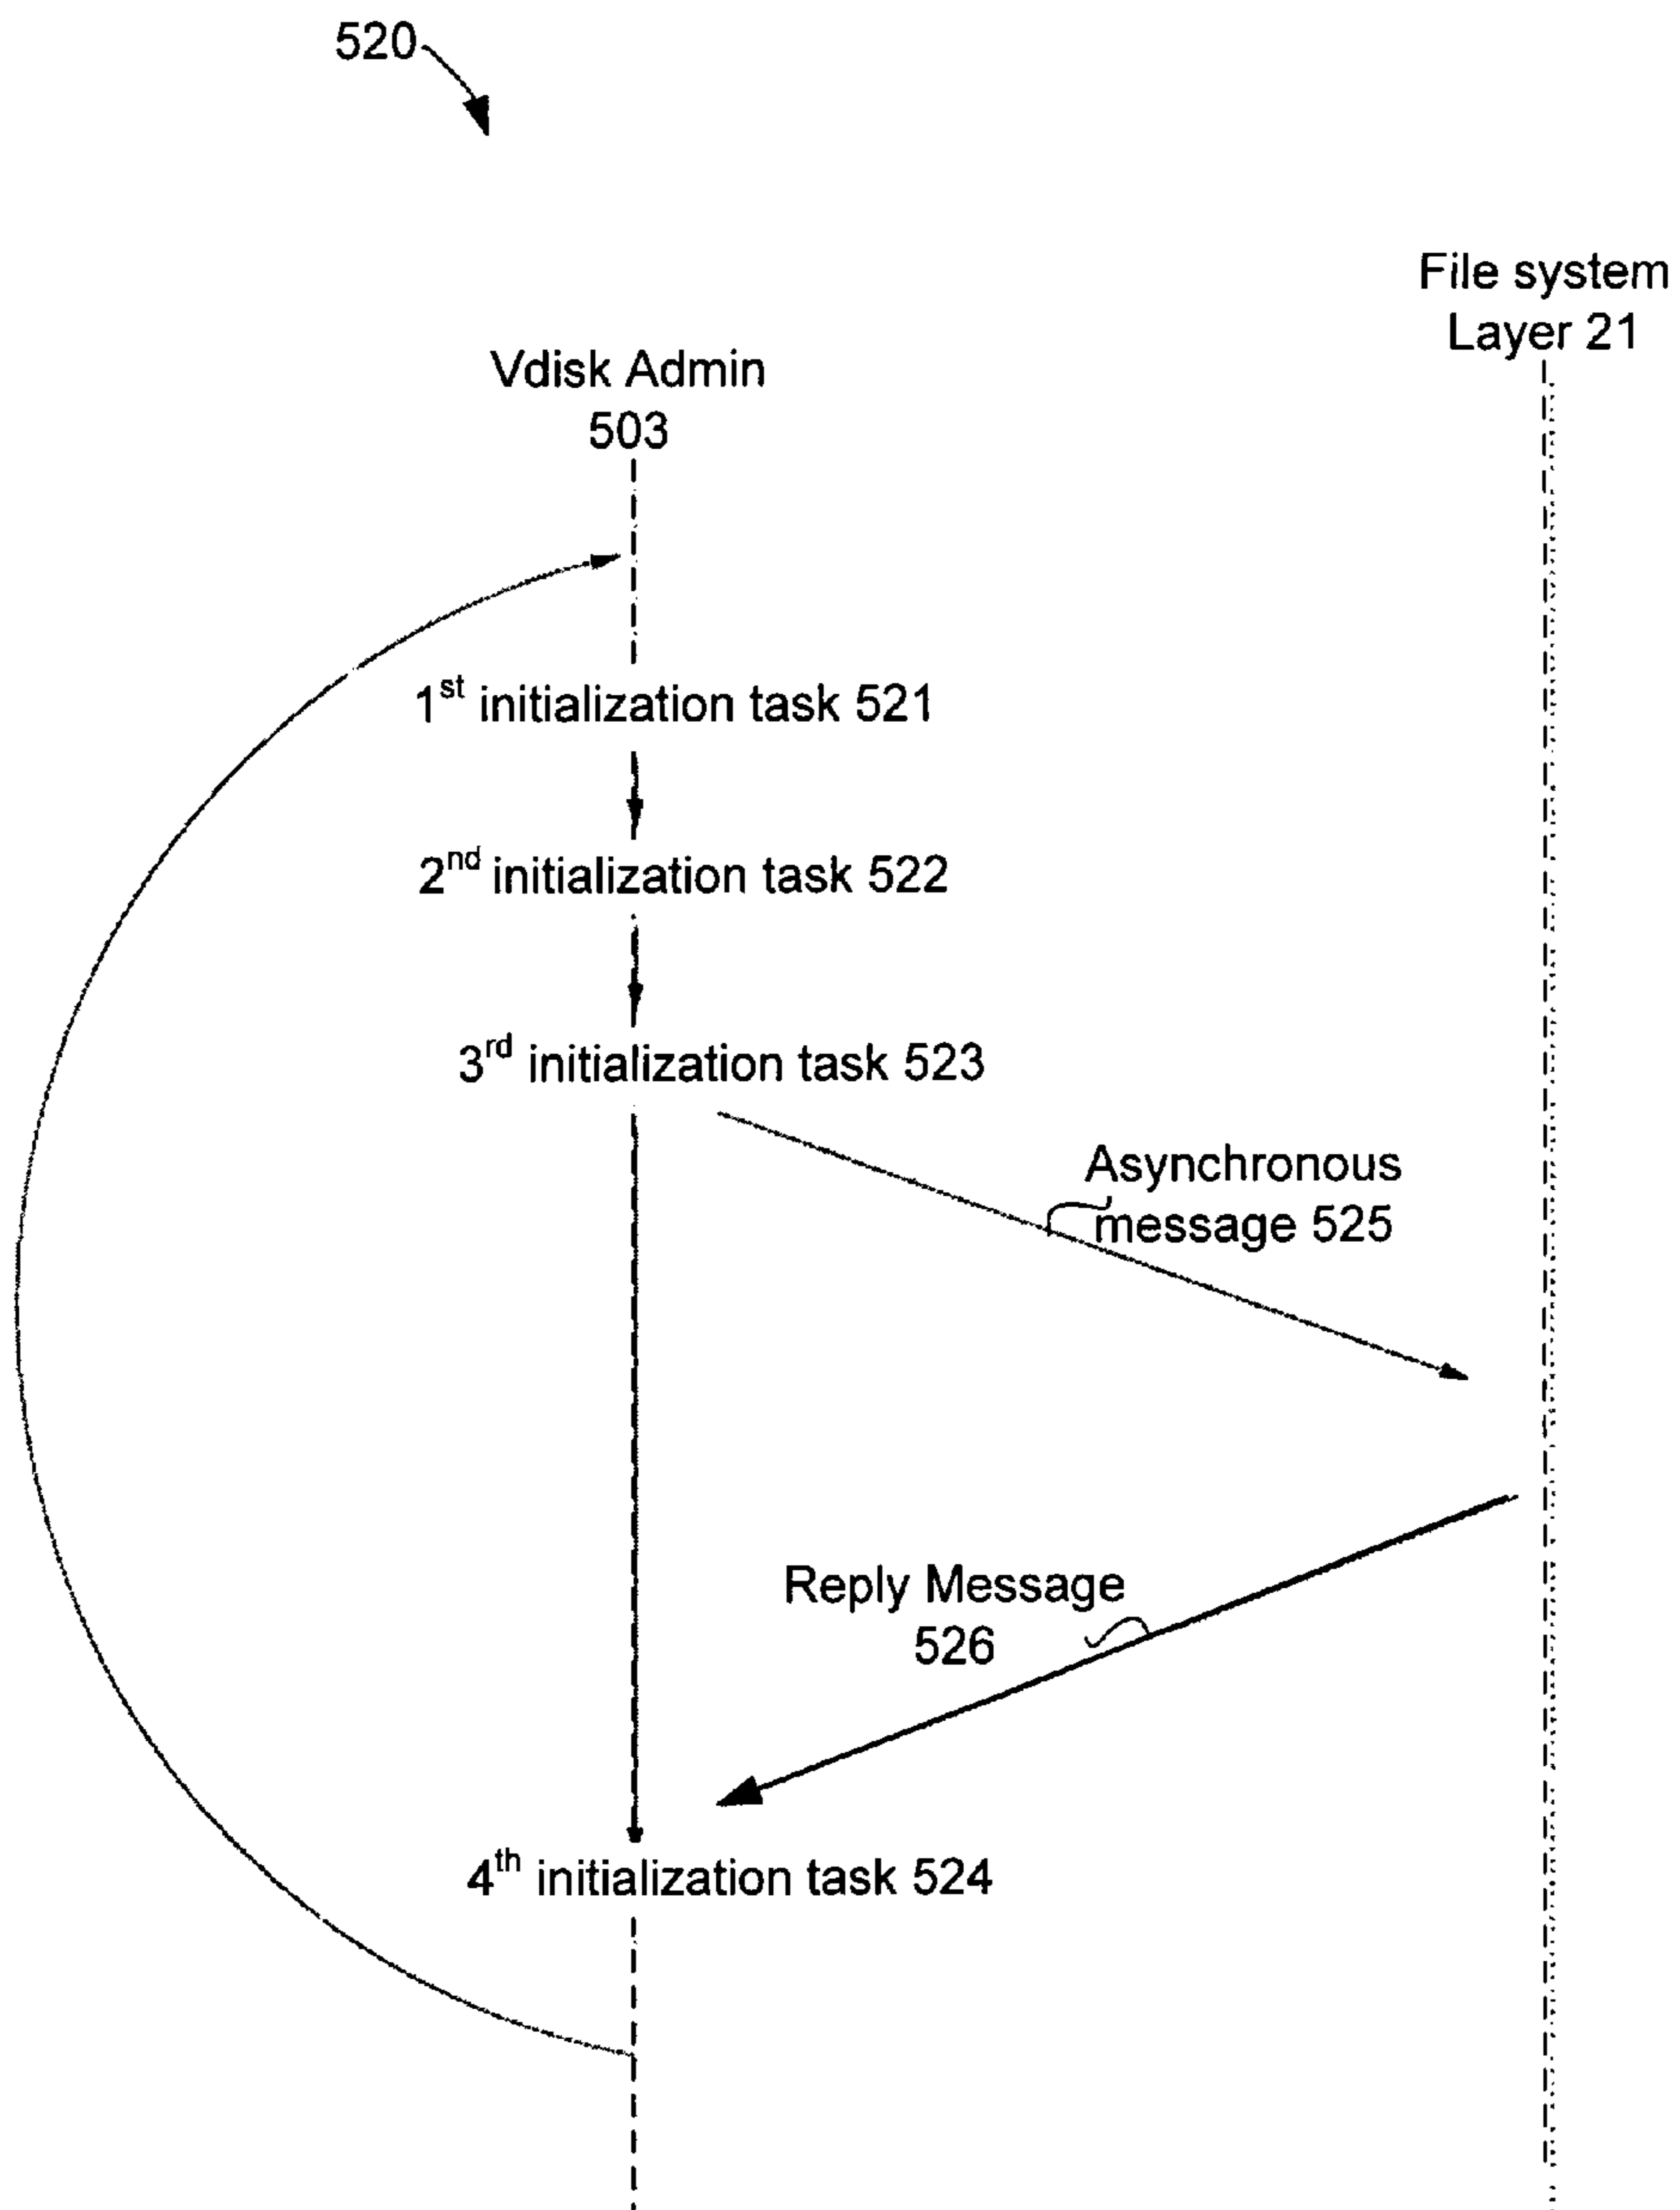 520
File system
Layer 21
Vdisk Admin
503
1st initialization task 521
2nd initialization task 522
3rd initialization task 523
Asynchronous
message 525
Reply Message
526
4th initialization task 524